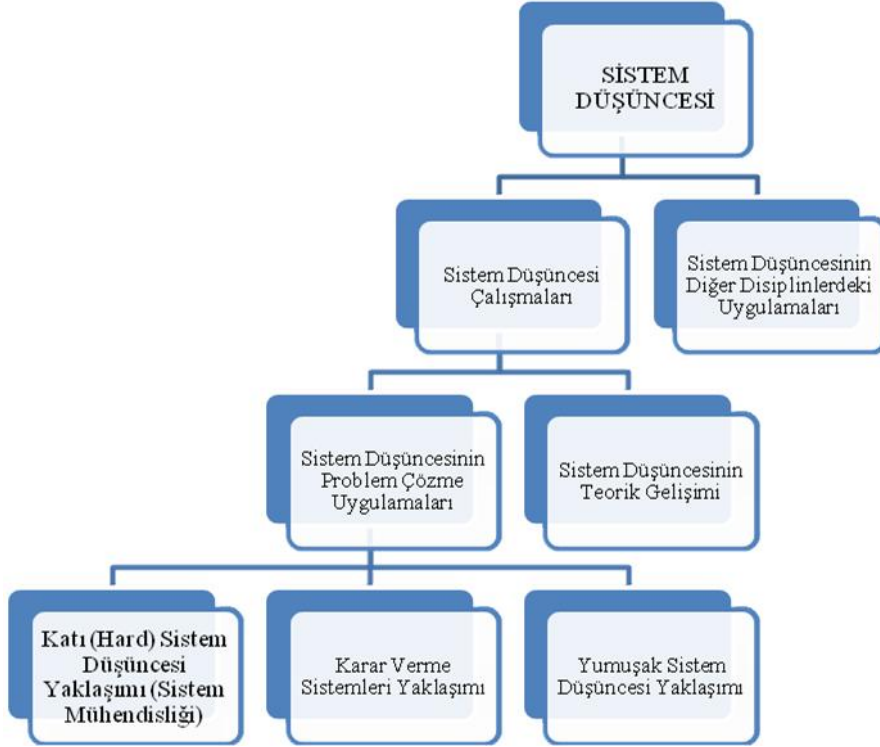 SİSTEM
DÜŞÜNCESİ
Sistem Düşüncesi
Çalışmaları
Sistem Düşüncesinin
Diğer Disiplinlerdeki
Uygulamaları
Sistem Düşüncesinin
Problem Çözme
Uygulamaları
Sistem Düşüncesinin
Teorik Gelişimi
Katı (Hard) Sistem
Düşüncesi
Yaklaşımı (Sistem
Mühendisliği)
Karar Verme
Sistemleri Yaklaşımı
Yumuşak Sistem
Düşüncesi Yaklaşımı